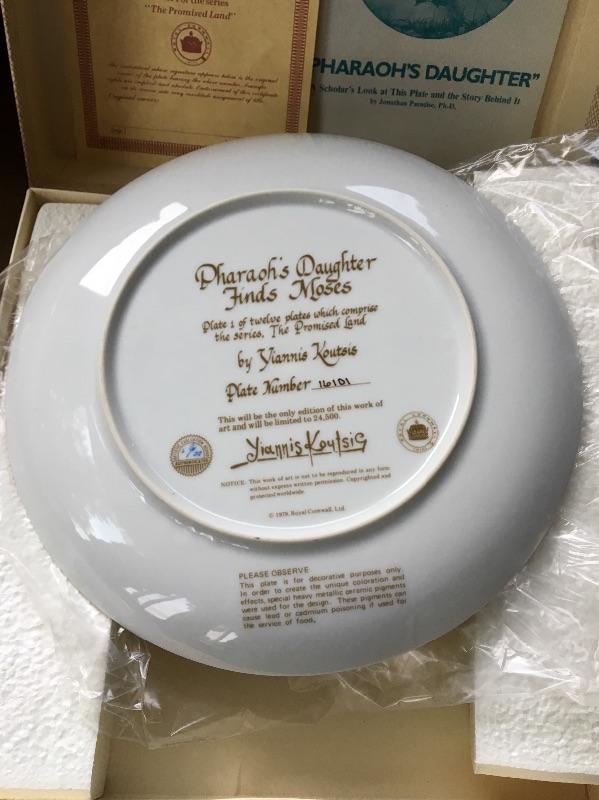 of the series
"The Promised Land"
"PHARAOH'S DAUGHTER"
A Scholar's Look at This Plate and the Story Behind It
by Jonathan Paradise, Ph.D.
Pharaoh's Daughter
Finds Moses
Plate 1 of twelve plates which comprise
the series, The Promised Land
by Yiannis Koutsis
Plate Number 16101
This will be the only edition of this work of
art and will be limited to 24,500.
Yiannis Koutsis
NOTICE: This work of art is not to be reproduced in any form
without express written permission. Copyrighted and
protected worldwide.
© 1979, Royal Cornwall, Ltd.
PLEASE OBSERVE
This plate is for decorative purposes only.
In order to create the unique coloration and
effects, special heavy metallic ceramic pigments
were used for the design. These pigments can
cause lead or cadmium poisoning if used for
the service of food.